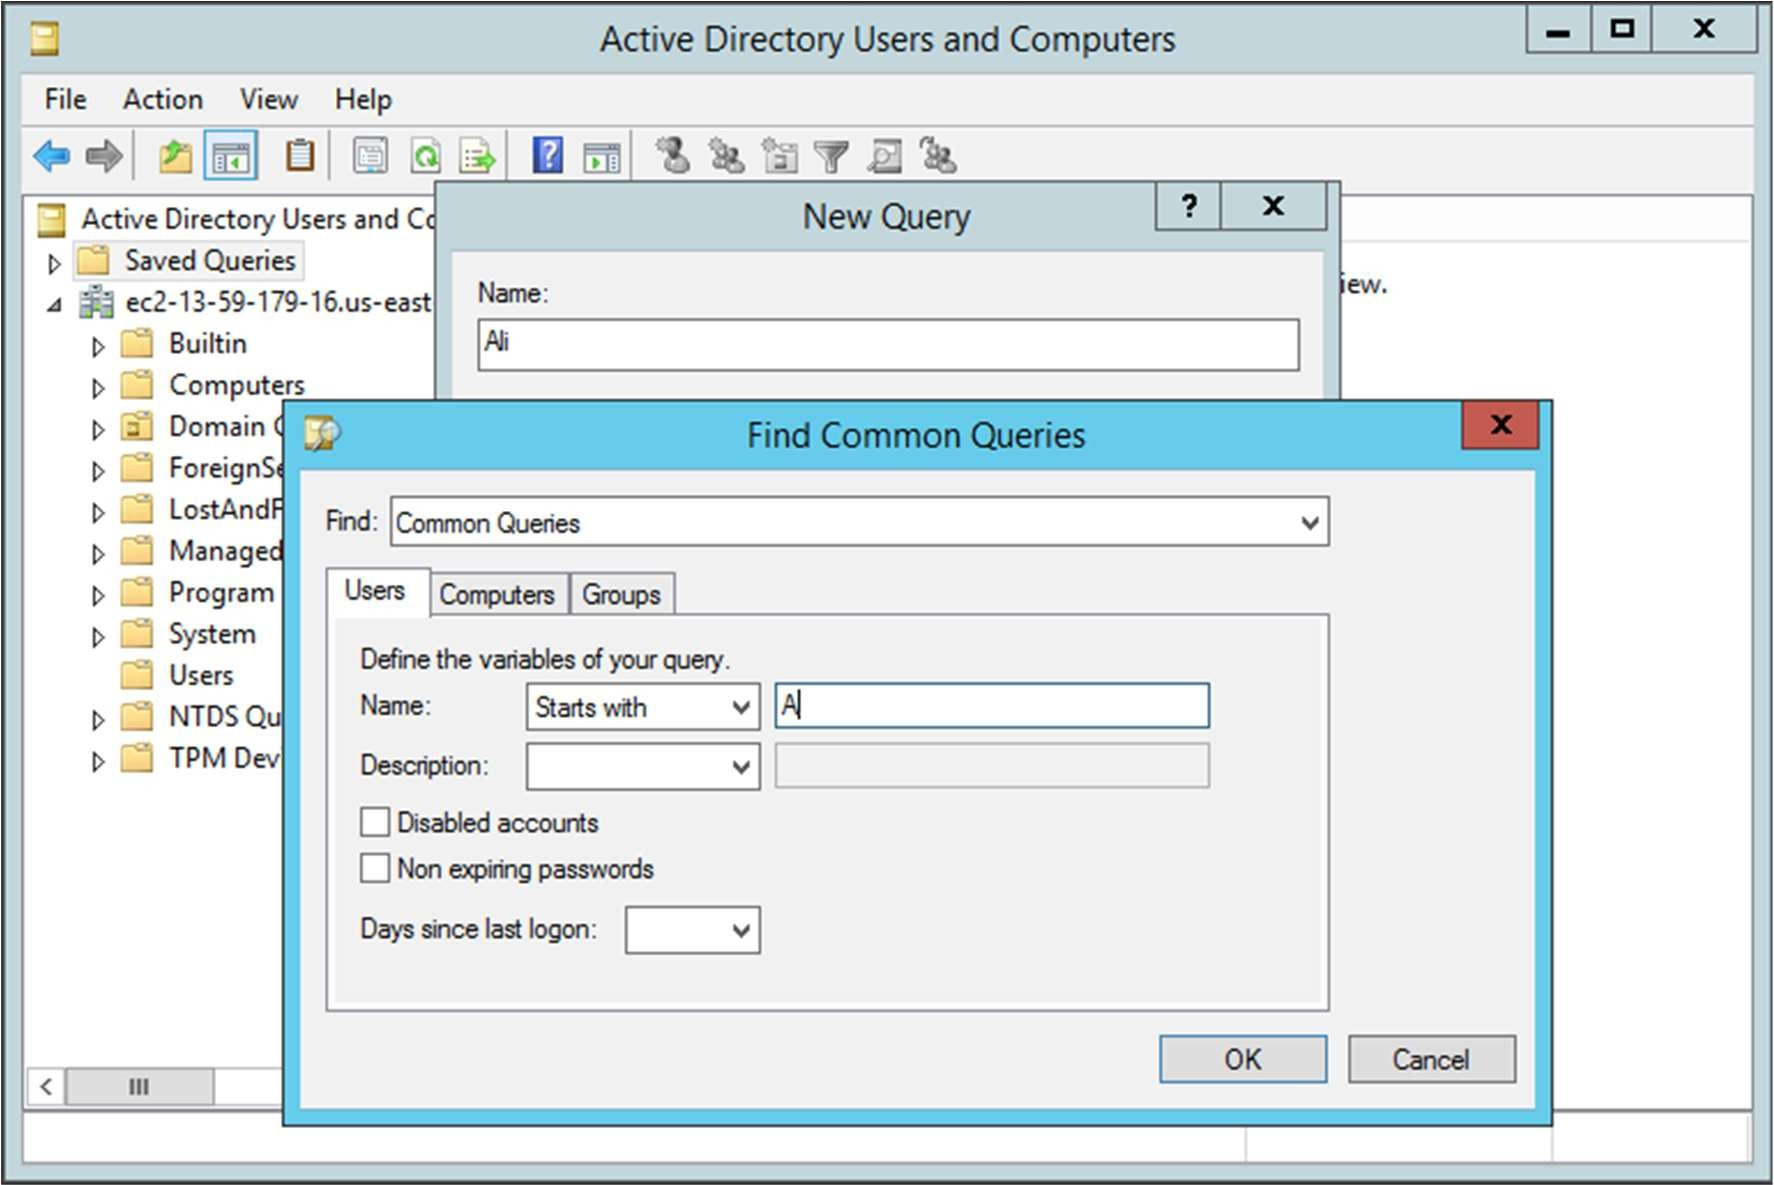 Active Directory Users and Computers
File Action View Help
Active Directory Users and Co
Saved Queries
ec2-13-59-179-16.us-east
Builtin
Computers
Domain C
ForeignSe
LostAndF
Managed
Program
System
Users
NTDS Qu
TPM Dev
New Query
?
Name:
Ali
iew.
Find Common Queries
Find: Common Queries
Users Computers Groups
Define the variables of your query.
Name: Starts with A
Description:
Disabled accounts
Non expiring passwords
Days since last logon:
OK Cancel